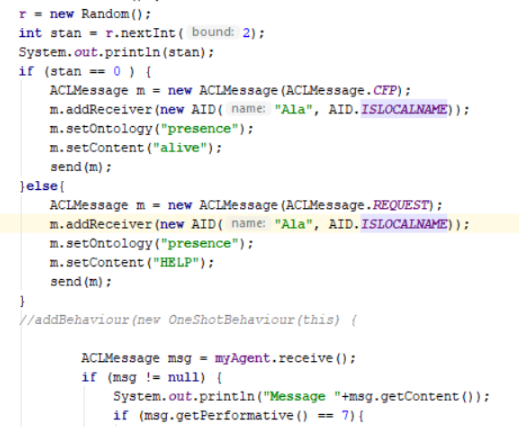 r = new Random();
int stan = r.nextInt( bound: 2);
System.out.println(stan);
if (stan == 0 ) {
    ACLMessage m = new ACLMessage(ACLMessage.CFP);
    m.addReceiver(new AID( name: "Ala", AID.ISLOCALNAME));
    m.setOntology("presence");
    m.setContent("alive");
    send(m);
}else{
    ACLMessage m = new ACLMessage(ACLMessage.REQUEST);
    m.addReceiver(new AID( name: "Ala", AID.ISLOCALNAME));
    m.setOntology("presence");
    m.setContent("HELP");
    send(m);
}
//addBehaviour(new OneShotBehaviour(this) {
        ACLMessage msg = myAgent.receive();
        if (msg != null) {
            System.out.println("Message "+msg.getContent());
            if (msg.getPerformative() == 7){